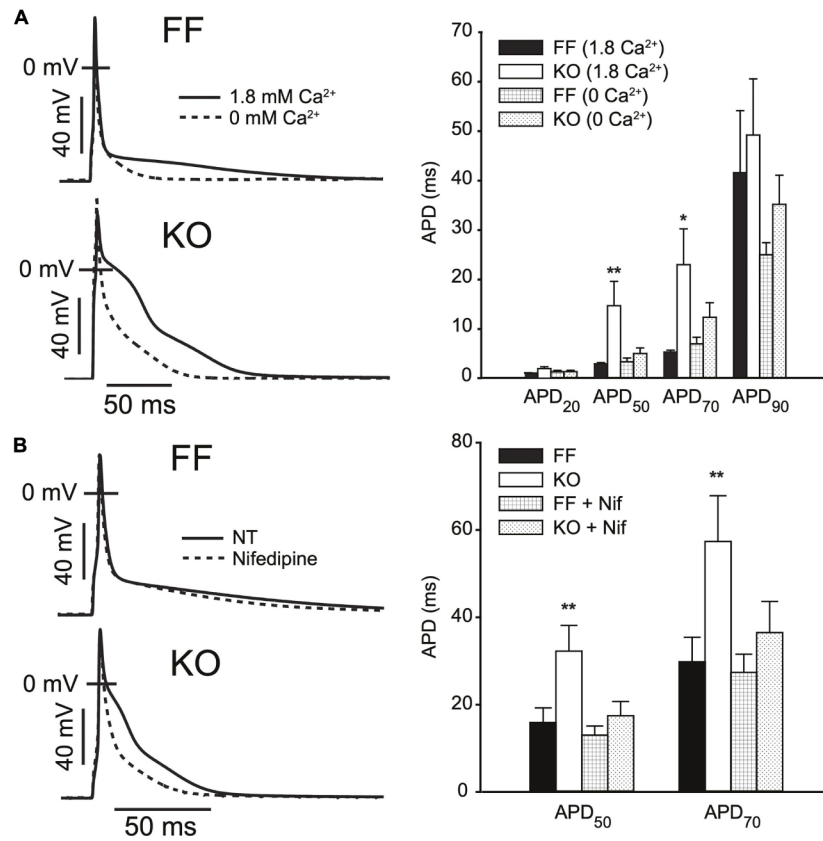 A
FF
0 mV
40 mV
1.8 mM Ca²⁺
0 mM Ca²⁺
KO
0 mV
40 mV
50 ms
APD (ms)
70
60
50
40
30
20
10
0
FF (1.8 Ca²⁺)
KO (1.8 Ca²⁺)
FF (0 Ca²⁺)
KO (0 Ca²⁺)
**
*
APD₂₀ APD₅₀ APD₇₀ APD₉₀
B
FF
0 mV
40 mV
NT
Nifedipine
KO
0 mV
40 mV
50 ms
APD (ms)
80
60
40
20
0
FF
KO
FF + Nif
KO + Nif
**
**
APD₅₀ APD₇₀